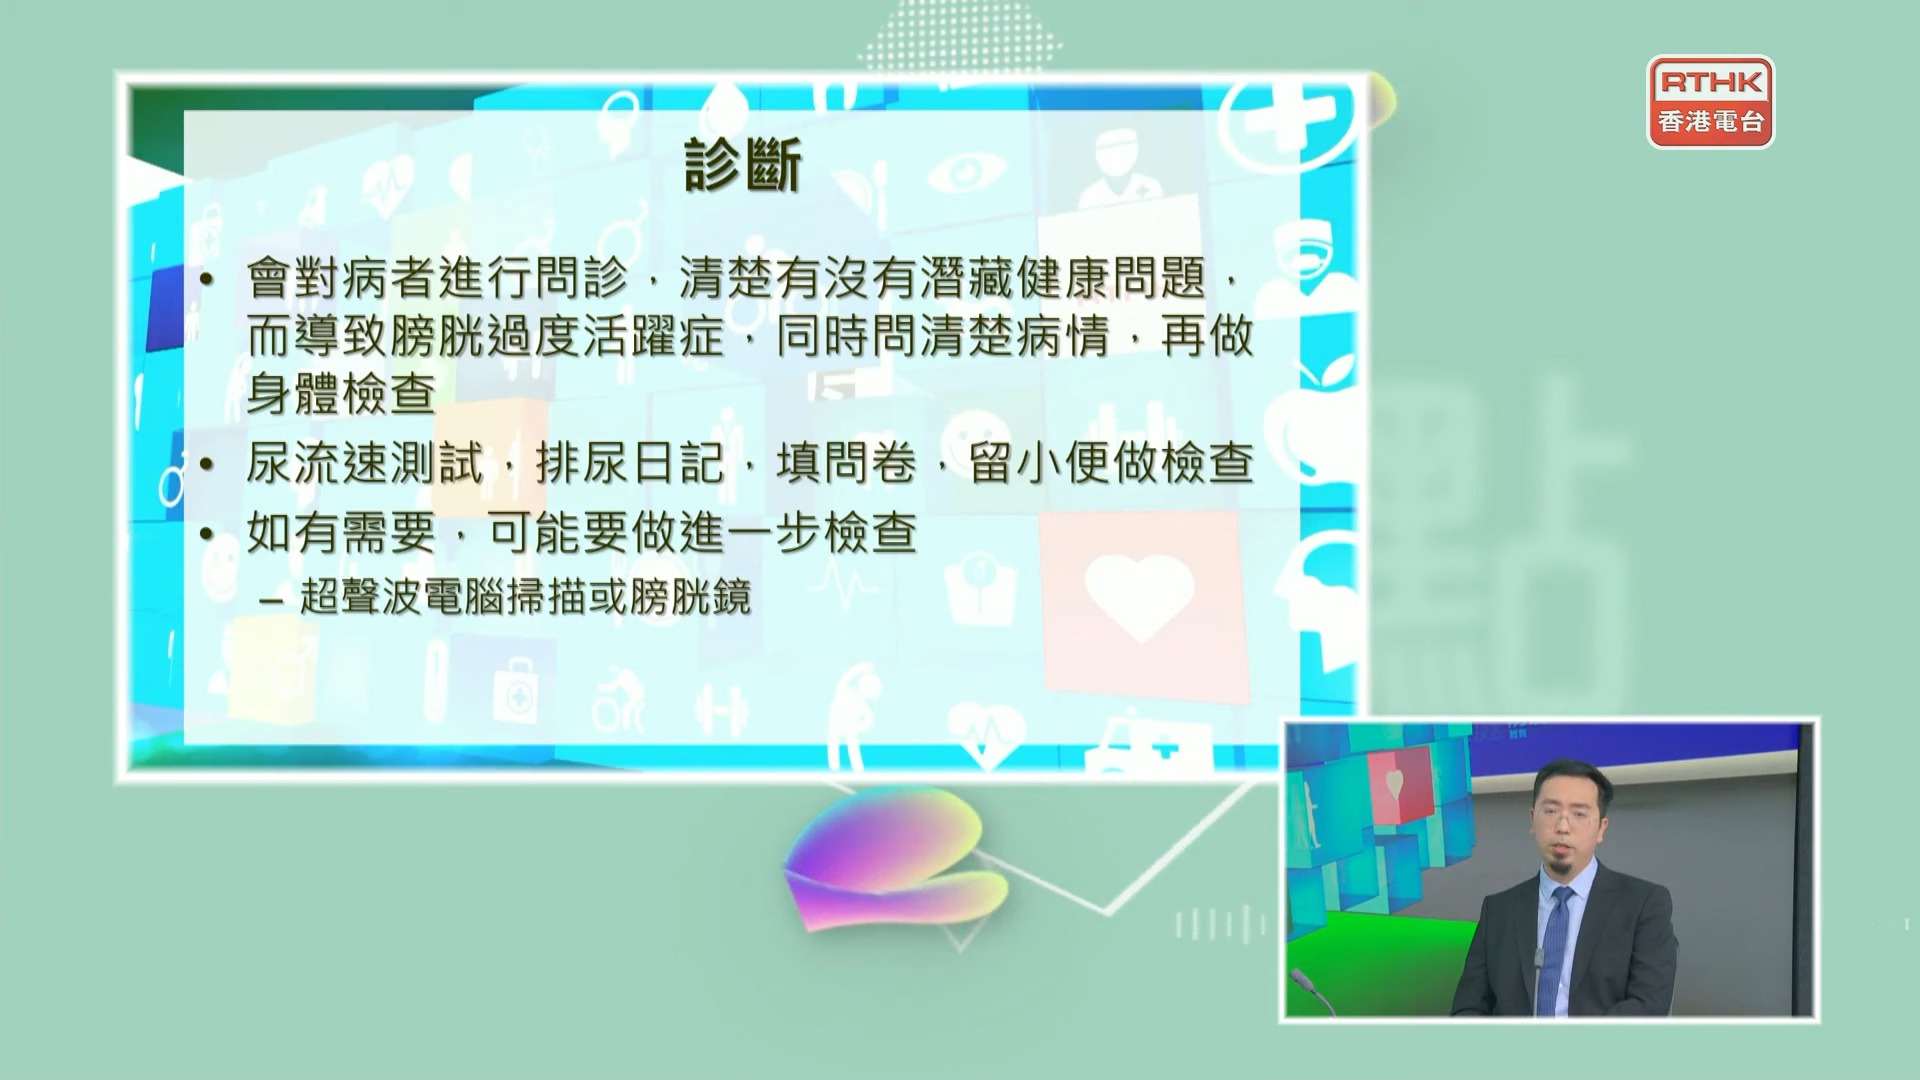 RTHK
香港電台
診斷
• 會對病者進行問診，清楚有沒有潛藏健康問題，
而導致膀胱過度活躍症，同時問清楚病情，再做
身體檢查
• 尿流速測試，排尿日記，填問卷，留小便做檢查
• 如有需要，可能要做進一步檢查
– 超聲波電腦掃描或膀胱鏡
點